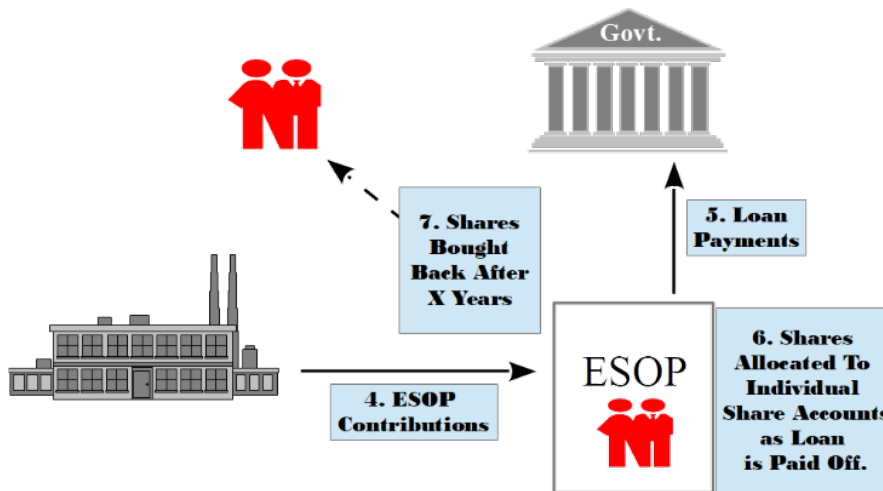 Govt.
7. Shares
Bought
Back After
X Years
5. Loan
Payments
4. ESOP
Contributions
ESOP
6. Shares
Allocated To
Individual
Share Accounts
as Loan
is Paid Off.